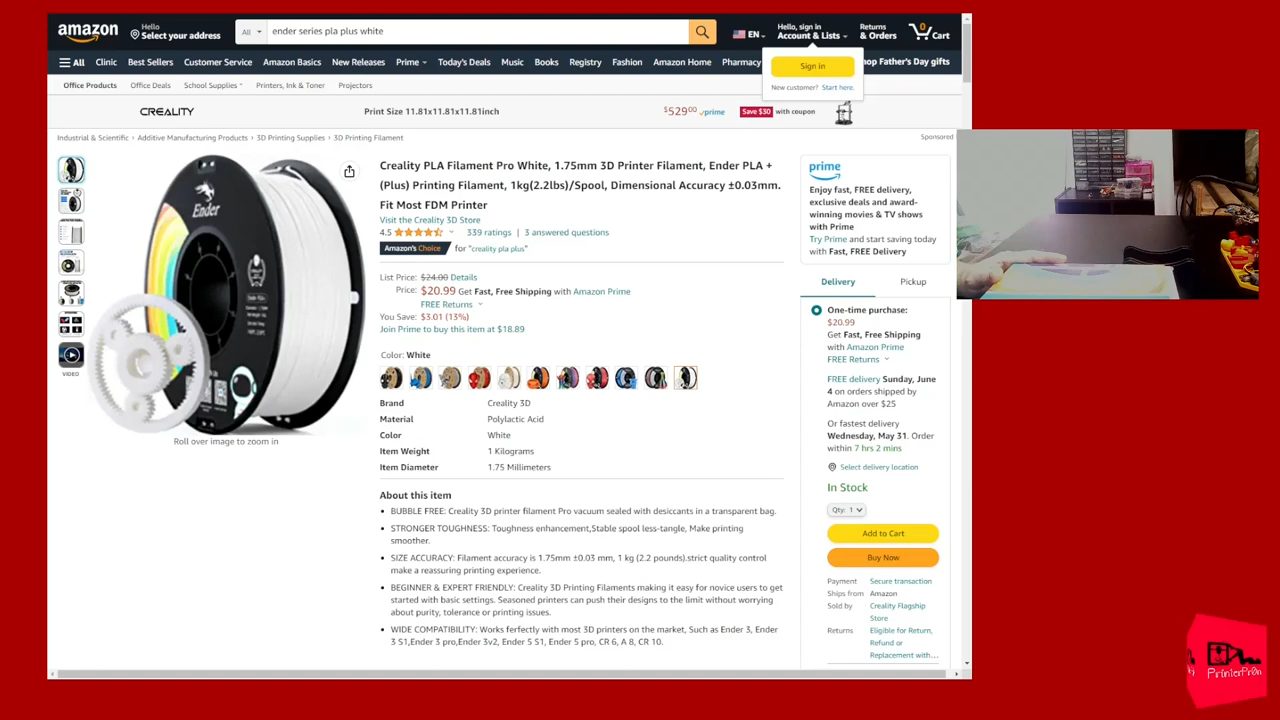 amazon
Hello
Select your address
All
ender series pla plus white
EN
Hello, sign in
Account & Lists
Returns
& Orders
0
Cart
All
Clinic
Best Sellers
Customer Service
Amazon Basics
New Releases
Prime
Today's Deals
Music
Books
Registry
Fashion
Amazon Home
Pharmacy
hop Father's Day gifts
Sign in
New customer? Start here.
Office Products
Office Deals
School Supplies
Printers, Ink & Toner
Projectors
CREALITY
Print Size 11.81x11.81x11.81inch
$529.00 prime
Save $30 with coupon
Sponsored
Industrial & Scientific › Additive Manufacturing Products › 3D Printing Supplies › 3D Printing Filament
Ender
Roll over image to zoom in
VIDEO
Creality PLA Filament Pro White, 1.75mm 3D Printer Filament, Ender PLA +
(Plus) Printing Filament, 1kg(2.2lbs)/Spool, Dimensional Accuracy ±0.03mm.
Fit Most FDM Printer
Visit the Creality 3D Store
4.5 339 ratings | 3 answered questions
Amazon's Choice for "creality pla plus"
List Price: $24.00 Details
Price: $20.99 Get Fast, Free Shipping with Amazon Prime
FREE Returns
You Save: $3.01 (13%)
Join Prime to buy this item at $18.89
Color: White
Brand Creality 3D
Material Polylactic Acid
Color White
Item Weight 1 Kilograms
Item Diameter 1.75 Millimeters
About this item
• BUBBLE FREE: Creality 3D printer filament Pro vacuum sealed with desiccants in a transparent bag.
• STRONGER TOUGHNESS: Toughness enhancement,Stable spool less-tangle, Make printing
smoother.
• SIZE ACCURACY: Filament accuracy is 1.75mm ±0.03 mm, 1 kg (2.2 pounds).strict quality control
make a reassuring printing experience.
• BEGINNER & EXPERT FRIENDLY: Creality 3D Printing Filaments making it easy for novice users to get
started with basic settings. Seasoned printers can push their designs to the limit without worrying
about purity, tolerance or printing issues.
• WIDE COMPATIBILITY: Works ferfectly with most 3D printers on the market, Such as Ender 3, Ender
3 S1,Ender 3 pro,Ender 3v2, Ender 5 S1, Ender 5 pro, CR 6, A 8, CR 10.
prime
Enjoy fast, FREE delivery,
exclusive deals and award-
winning movies & TV shows
with Prime
Try Prime and start saving today
with Fast, FREE Delivery
Delivery
Pickup
One-time purchase:
$20.99
Get Fast, Free Shipping
with Amazon Prime
FREE Returns
FREE delivery Sunday, June
4 on orders shipped by
Amazon over $25
Or fastest delivery
Wednesday, May 31. Order
within 7 hrs 2 mins
Select delivery location
In Stock
Qty: 1
Add to Cart
Buy Now
Payment Secure transaction
Ships from Amazon
Sold by Creality Flagship
Store
Returns Eligible for Return,
Refund or
Replacement with...
PrinterPr0n